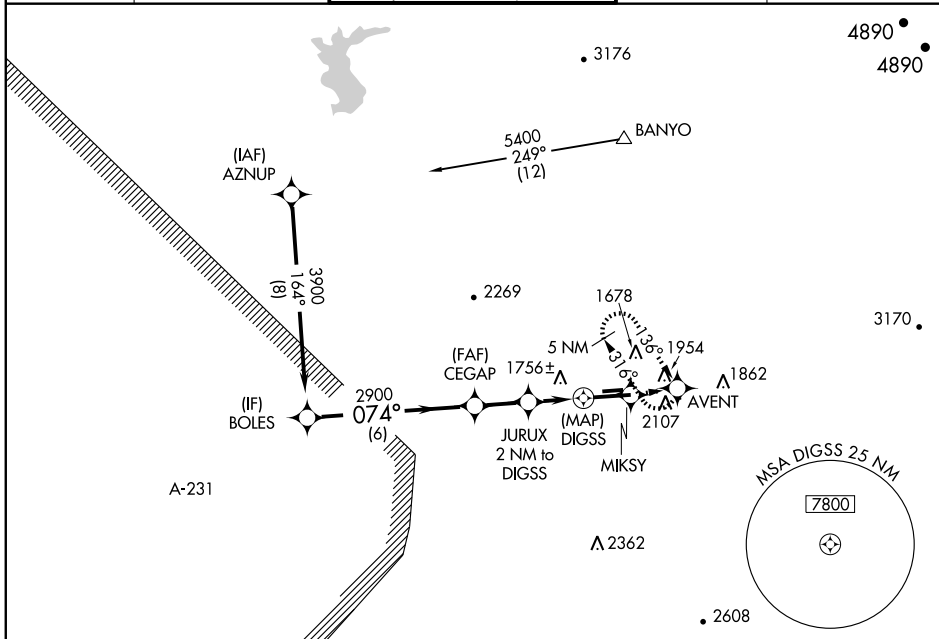 4890
4890
3176
BANYO
5400
249°
(12)
(IAF)
AZNUP
3900
164°
(8)
2269
1678
3170
5 NM
136°
316°
1954
(FAF)
CEGAP
1756±
1862
AVENT
(IF)
BOLES
2900
074°
(6)
JURUX
2 NM to
DIGSS
(MAP)
DIGSS
2107
MIKSY
A-231
MSA DIGSS 25 NM
7800
2362
2608